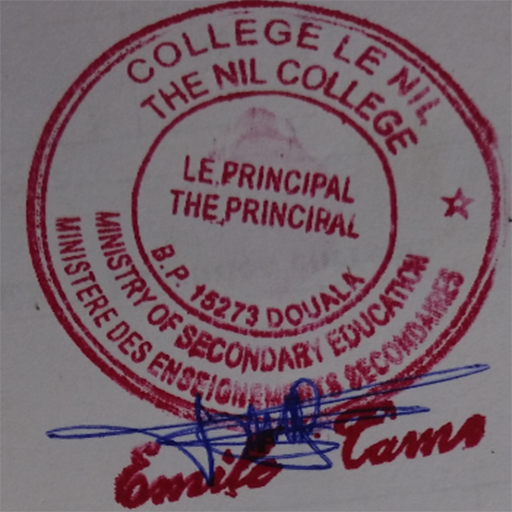 COLLEGE LE NIL
THE NIL COLLEGE
LE PRINCIPAL
THE PRINCIPAL
B.P. 15273 DOUALA
MINISTRY OF SECONDARY EDUCATION
MINISTERE DES ENSEIGNEMENTS SECONDAIRES
Emile Tamo